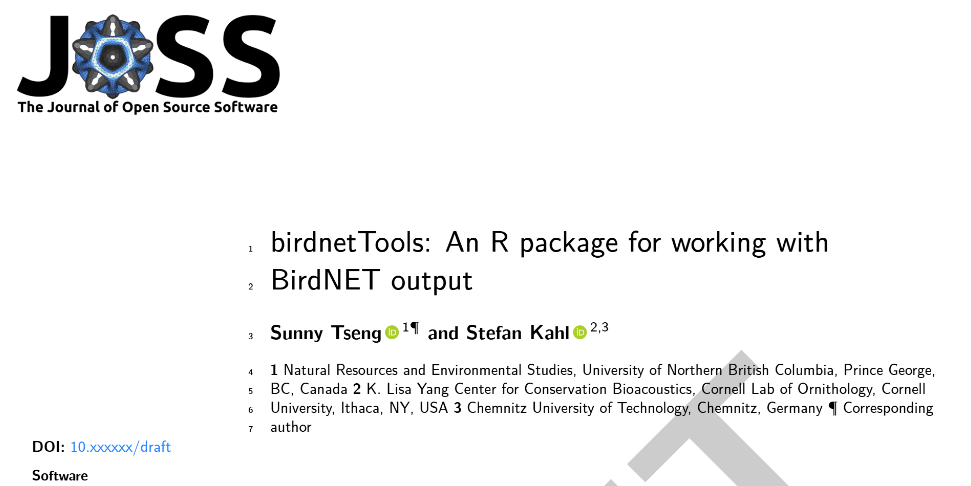 JOSS
The Journal of Open Source Software
1 birdnetTools: An R package for working with
2 BirdNET output
3 Sunny Tseng iD 1¶ and Stefan Kahl iD 2,3
4 1 Natural Resources and Environmental Studies, University of Northern British Columbia, Prince George,
5 BC, Canada 2 K. Lisa Yang Center for Conservation Bioacoustics, Cornell Lab of Ornithology, Cornell
6 University, Ithaca, NY, USA 3 Chemnitz University of Technology, Chemnitz, Germany ¶ Corresponding
7 author
DOI: 10.xxxxxx/draft
Software
T